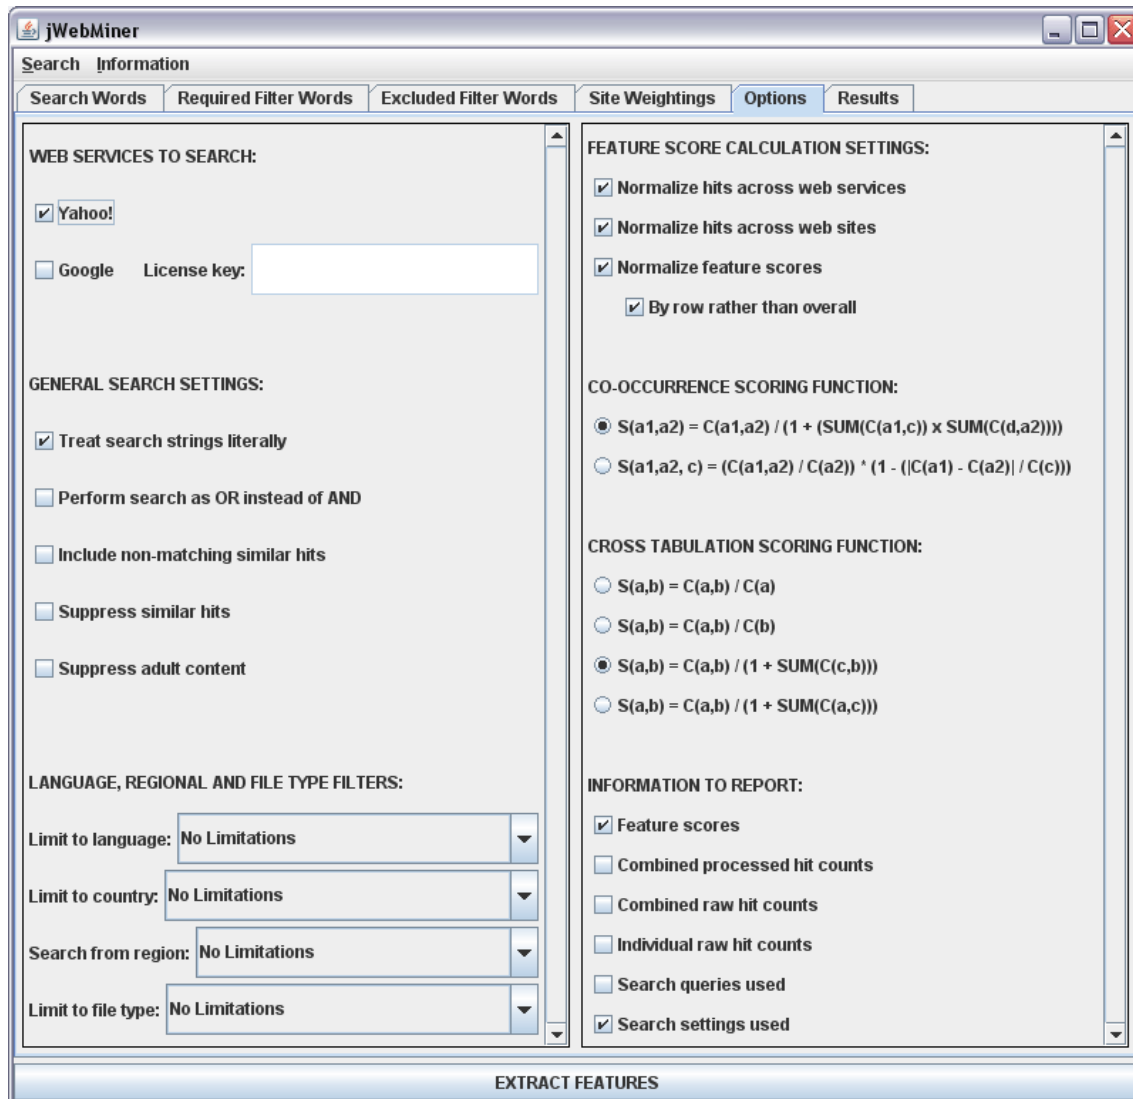 jWebMiner
Search Information
Search Words Required Filter Words Excluded Filter Words Site Weightings Options Results
WEB SERVICES TO SEARCH:
Yahoo!
Google License key:
GENERAL SEARCH SETTINGS:
Treat search strings literally
Perform search as OR instead of AND
Include non-matching similar hits
Suppress similar hits
Suppress adult content
LANGUAGE, REGIONAL AND FILE TYPE FILTERS:
Limit to language: No Limitations
Limit to country: No Limitations
Search from region: No Limitations
Limit to file type: No Limitations
FEATURE SCORE CALCULATION SETTINGS:
Normalize hits across web services
Normalize hits across web sites
Normalize feature scores
By row rather than overall
CO-OCCURRENCE SCORING FUNCTION:
S(a1,a2) = C(a1,a2) / (1 + (SUM(C(a1,c)) x SUM(C(d,a2))))
S(a1,a2, c) = (C(a1,a2) / C(a2)) * (1 - (|C(a1) - C(a2)| / C(c)))
CROSS TABULATION SCORING FUNCTION:
S(a,b) = C(a,b) / C(a)
S(a,b) = C(a,b) / C(b)
S(a,b) = C(a,b) / (1 + SUM(C(c,b)))
S(a,b) = C(a,b) / (1 + SUM(C(a,c)))
INFORMATION TO REPORT:
Feature scores
Combined processed hit counts
Combined raw hit counts
Individual raw hit counts
Search queries used
Search settings used
EXTRACT FEATURES